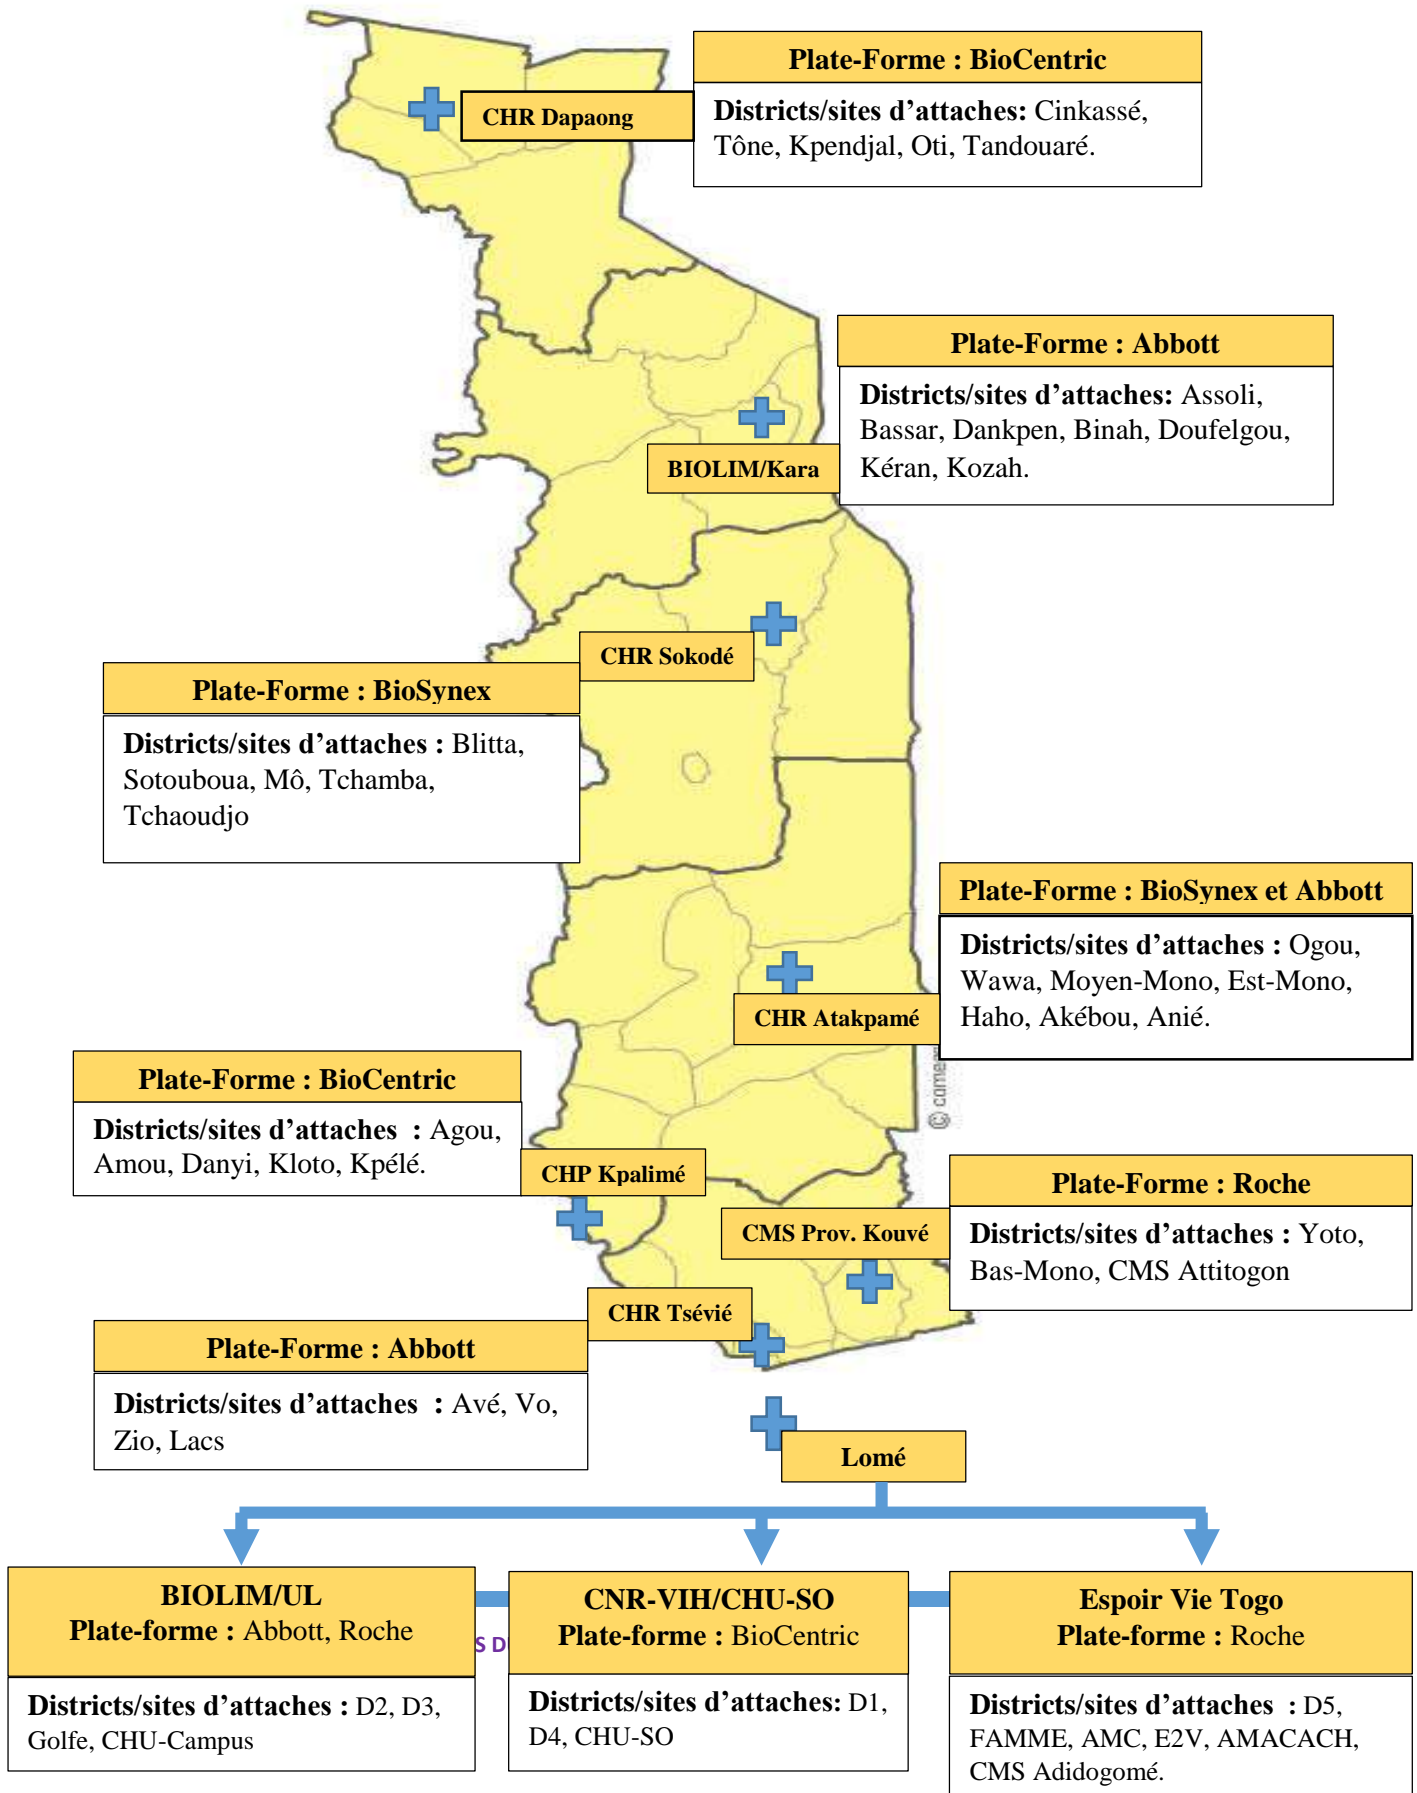 Plate-Forme : BioCentric
CHR Dapaong
Districts/sites d’attaches: Cinkassé,
Tône, Kpendjal, Oti, Tandouaré.
Plate-Forme : Abbott
Districts/sites d’attaches: Assoli,
Bassar, Dankpen, Binah, Doufelgou,
Kéran, Kozah.
BIOLIM/Kara
CHR Sokodé
Plate-Forme : BioSynex
Districts/sites d’attaches : Blitta,
Sotouboua, Mô, Tchamba,
Tchaoudjo
Plate-Forme : BioSynex et Abbott
Districts/sites d’attaches : Ogou,
Wawa, Moyen-Mono, Est-Mono,
Haho, Akébou, Anié.
CHR Atakpamé
Plate-Forme : BioCentric
Districts/sites d’attaches : Agou,
Amou, Danyi, Kloto, Kpélé.
CHP Kpalimé
Plate-Forme : Roche
Districts/sites d’attaches : Yoto,
Bas-Mono, CMS Attitogon
CMS Prov. Kouvé
CHR Tsévié
Plate-Forme : Abbott
Districts/sites d’attaches : Avé, Vo,
Zio, Lacs
Lomé
BIOLIM/UL
Plate-forme : Abbott, Roche
Districts/sites d’attaches : D2, D3,
Golfe, CHU-Campus
CNR-VIH/CHU-SO
Plate-forme : BioCentric
Districts/sites d’attaches: D1,
D4, CHU-SO
Espoir Vie Togo
Plate-forme : Roche
Districts/sites d’attaches : D5,
FAMME, AMC, E2V, AMACACH,
CMS Adidogomé.